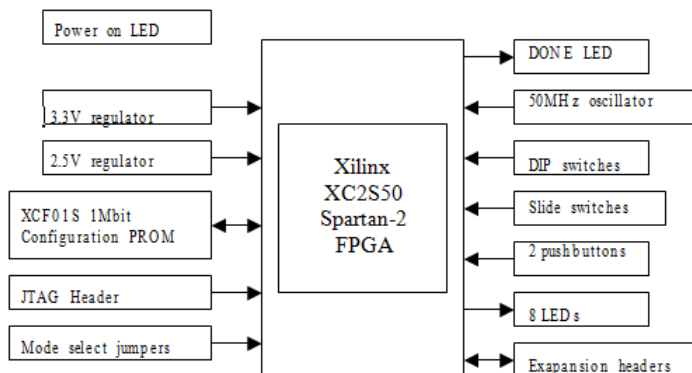 Power on LED
3.3V regulator
2.5V regulator
XCF01S 1Mbit
Configuration PROM
JTAG Header
Mode select jumpers
Xilinx
XC2S50
Spartan-2
FPGA
DONE LED
50MHz oscillator
DIP switches
Slide switches
2 pushbuttons
8 LEDs
Exapansion headers